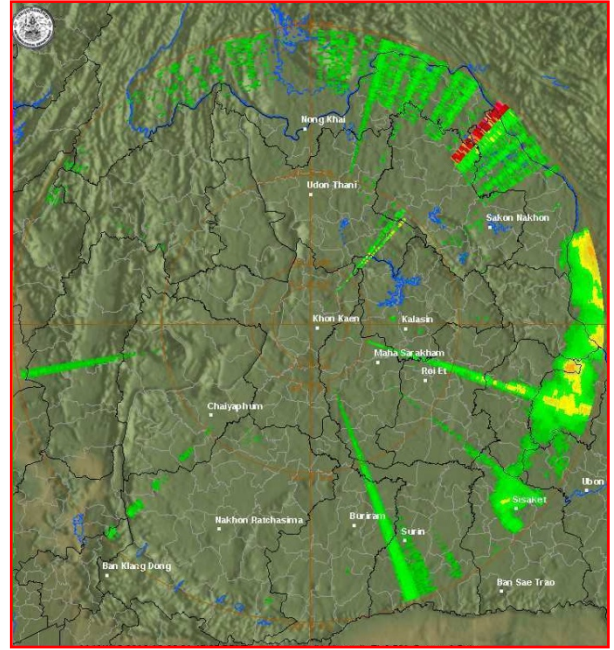 Nong Khai
Udon Thani
Sakon Nakhon
Khon Kaen
Kalasin
Maha Sarakham
Roi Et
Chaiyaphum
Ubon
Sisaket
Nakhon Ratchasima
Buriram
Surin
Ban Klang Dong
Ban Sae Trao